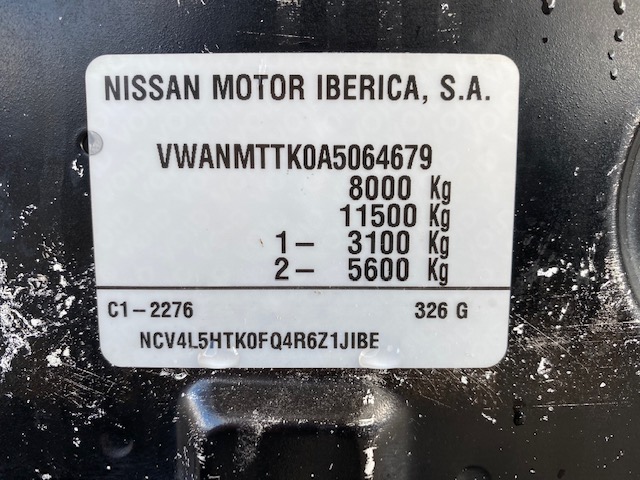 NISSAN MOTOR IBERICA, S.A.
VWANMTTK0A5064679
8000 Kg
11500 Kg
1- 3100 Kg
2- 5600 Kg
C1-2276 326 G
NCV4L5HTK0FQ4R6Z1JIBE